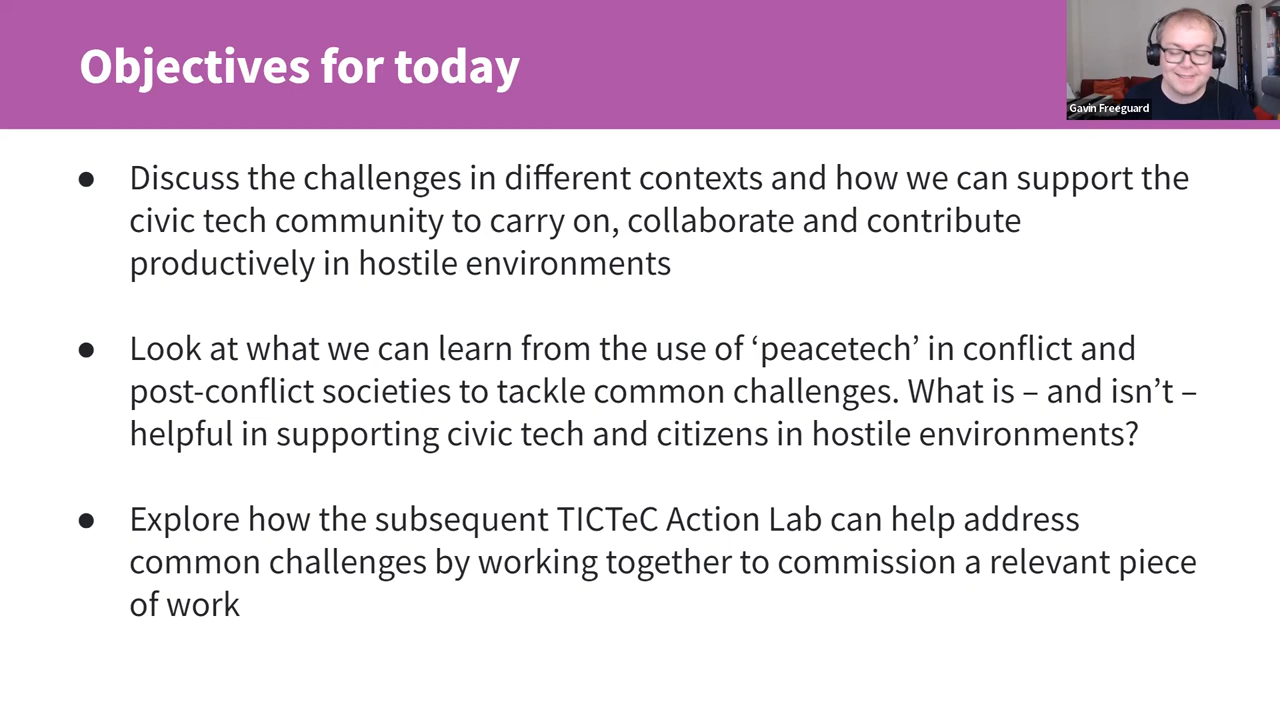 Objectives for today
Gavin Freeguard
● Discuss the challenges in different contexts and how we can support the
civic tech community to carry on, collaborate and contribute
productively in hostile environments
● Look at what we can learn from the use of ‘peacetech’ in conflict and
post-conflict societies to tackle common challenges. What is – and isn’t –
helpful in supporting civic tech and citizens in hostile environments?
● Explore how the subsequent TICTeC Action Lab can help address
common challenges by working together to commission a relevant piece
of work